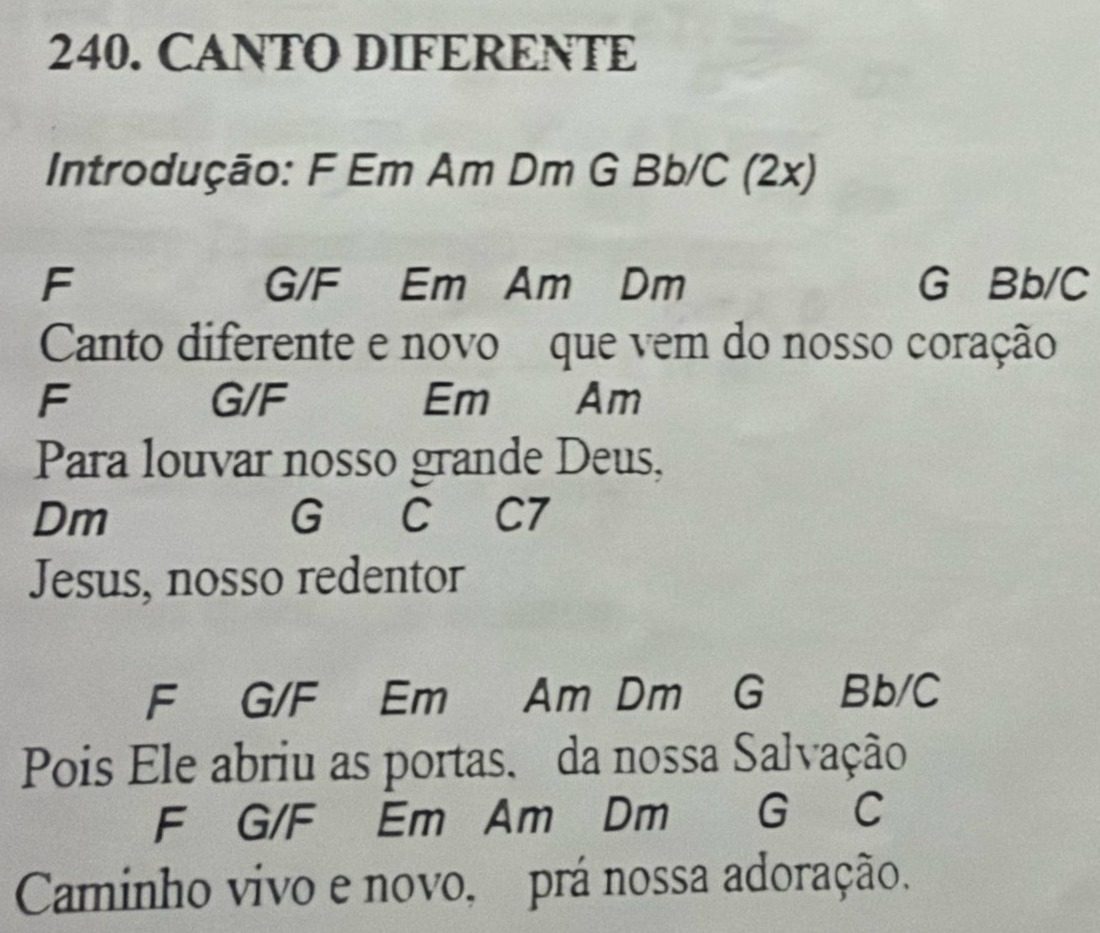 240. CANTO DIFERENTE
Introdução: F Em Am Dm G Bb/C (2x)
F G/F Em Am Dm G Bb/C
Canto diferente e novo que vem do nosso coração
F G/F Em Am
Para louvar nosso grande Deus,
Dm G C C7
Jesus, nosso redentor
F G/F Em Am Dm G Bb/C
Pois Ele abriu as portas, da nossa Salvação
F G/F Em Am Dm G C
Caminho vivo e novo, prá nossa adoração.